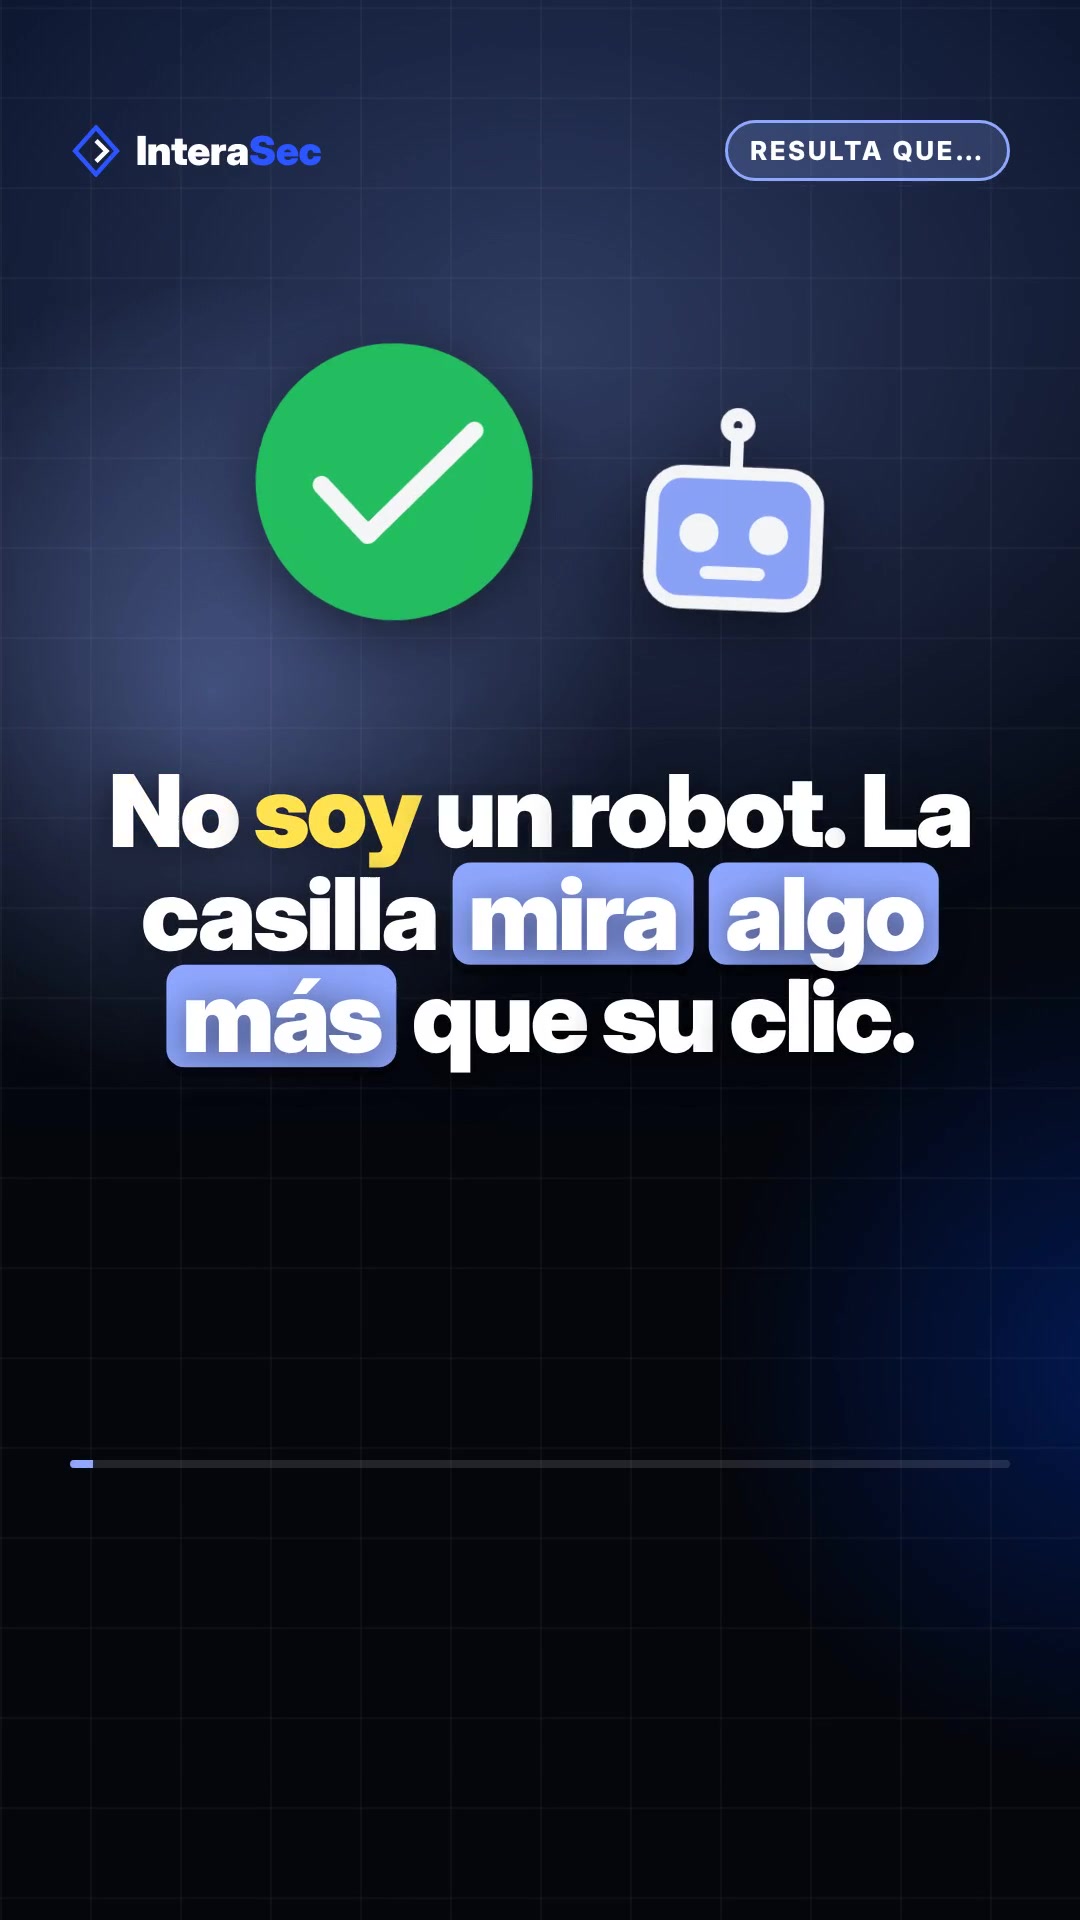 InteraSec
RESULTA QUE...
No soy un robot. La
casilla mira algo
más que su clic.